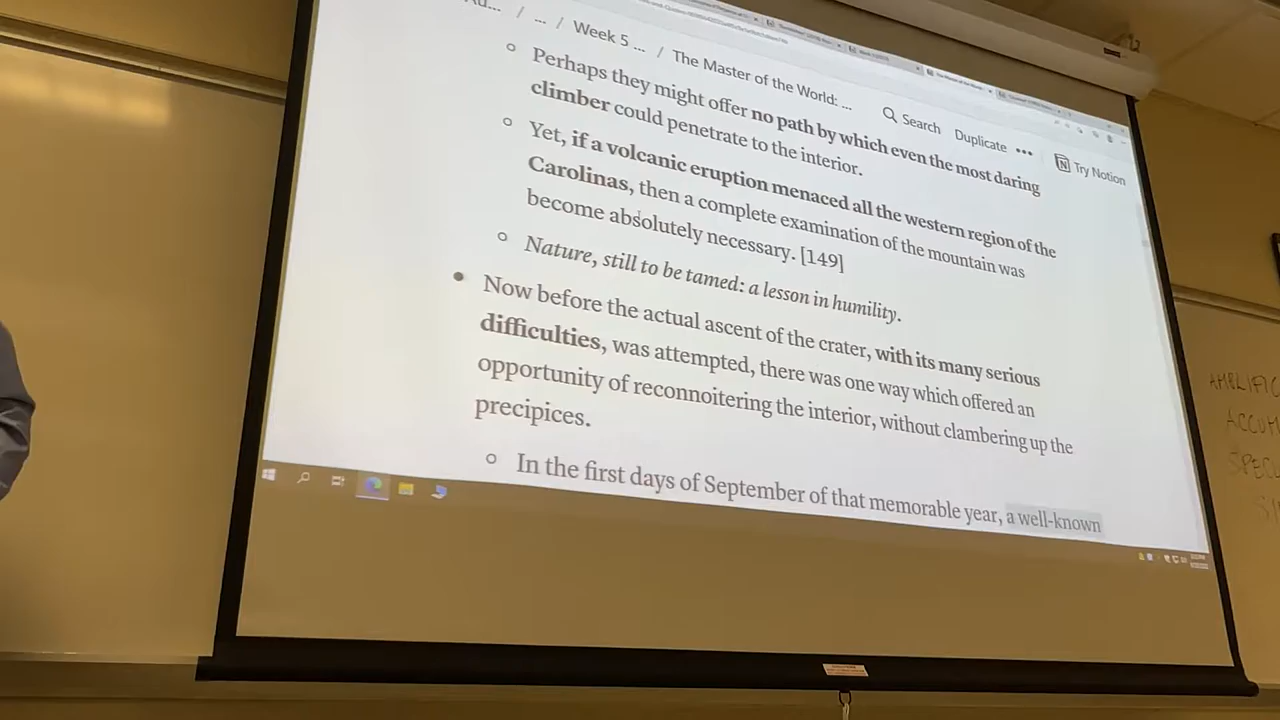 ... / Week 5 ... / The Master of the World: ...
Search Duplicate ••• Try Notion
Perhaps they might offer no path by which even the most daring
climber could penetrate to the interior.
Yet, if a volcanic eruption menaced all the western region of the
Carolinas, then a complete examination of the mountain was
become absolutely necessary. [149]
Nature, still to be tamed: a lesson in humility.
Now before the actual ascent of the crater, with its many serious
difficulties, was attempted, there was one way which offered an
opportunity of reconnoitering the interior, without clambering up the
precipices.
In the first days of September of that memorable year, a well-known
AMPLIFIC
ACCUM
SPEC